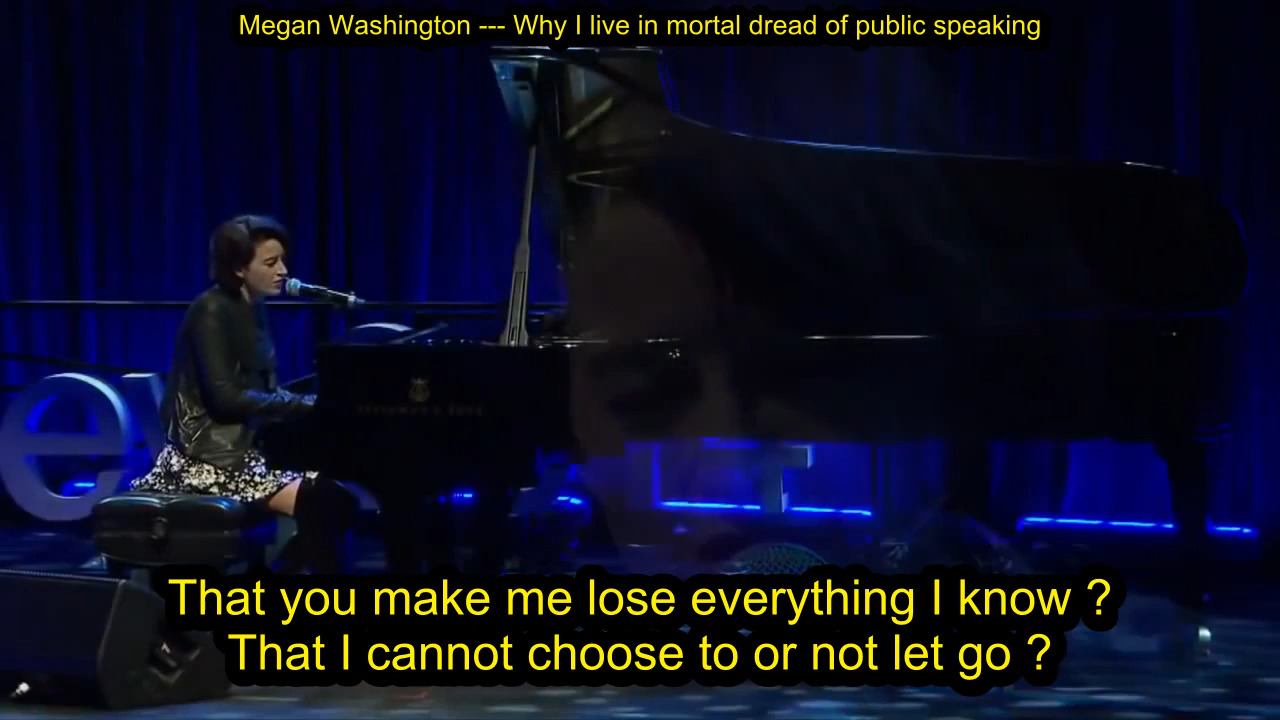 Megan Washington --- Why I live in mortal dread of public speaking
That you make me lose everything I know ?
That I cannot choose to or not let go ?